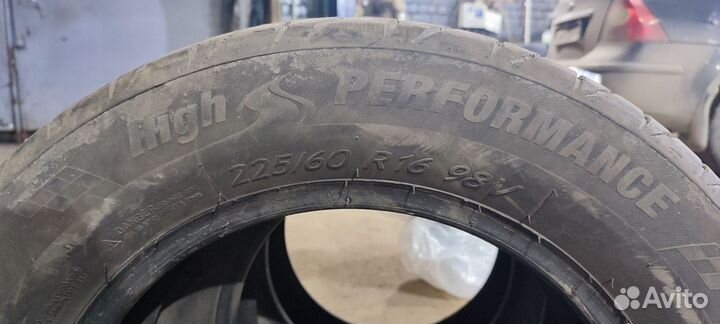 High PERFORMANCE
225/60 R16 98V
Avito